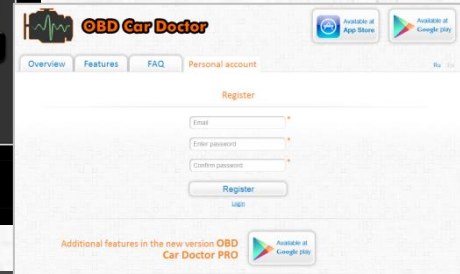 OBD Car Doctor
Available at
App Store
Available at
Google play
Overview
Features
FAQ
Personal account
Ru
En
Register
Email
*
Enter password
*
Confirm password
*
Register
Login
Additional features in the new version OBD
Car Doctor PRO
Available at
Google play